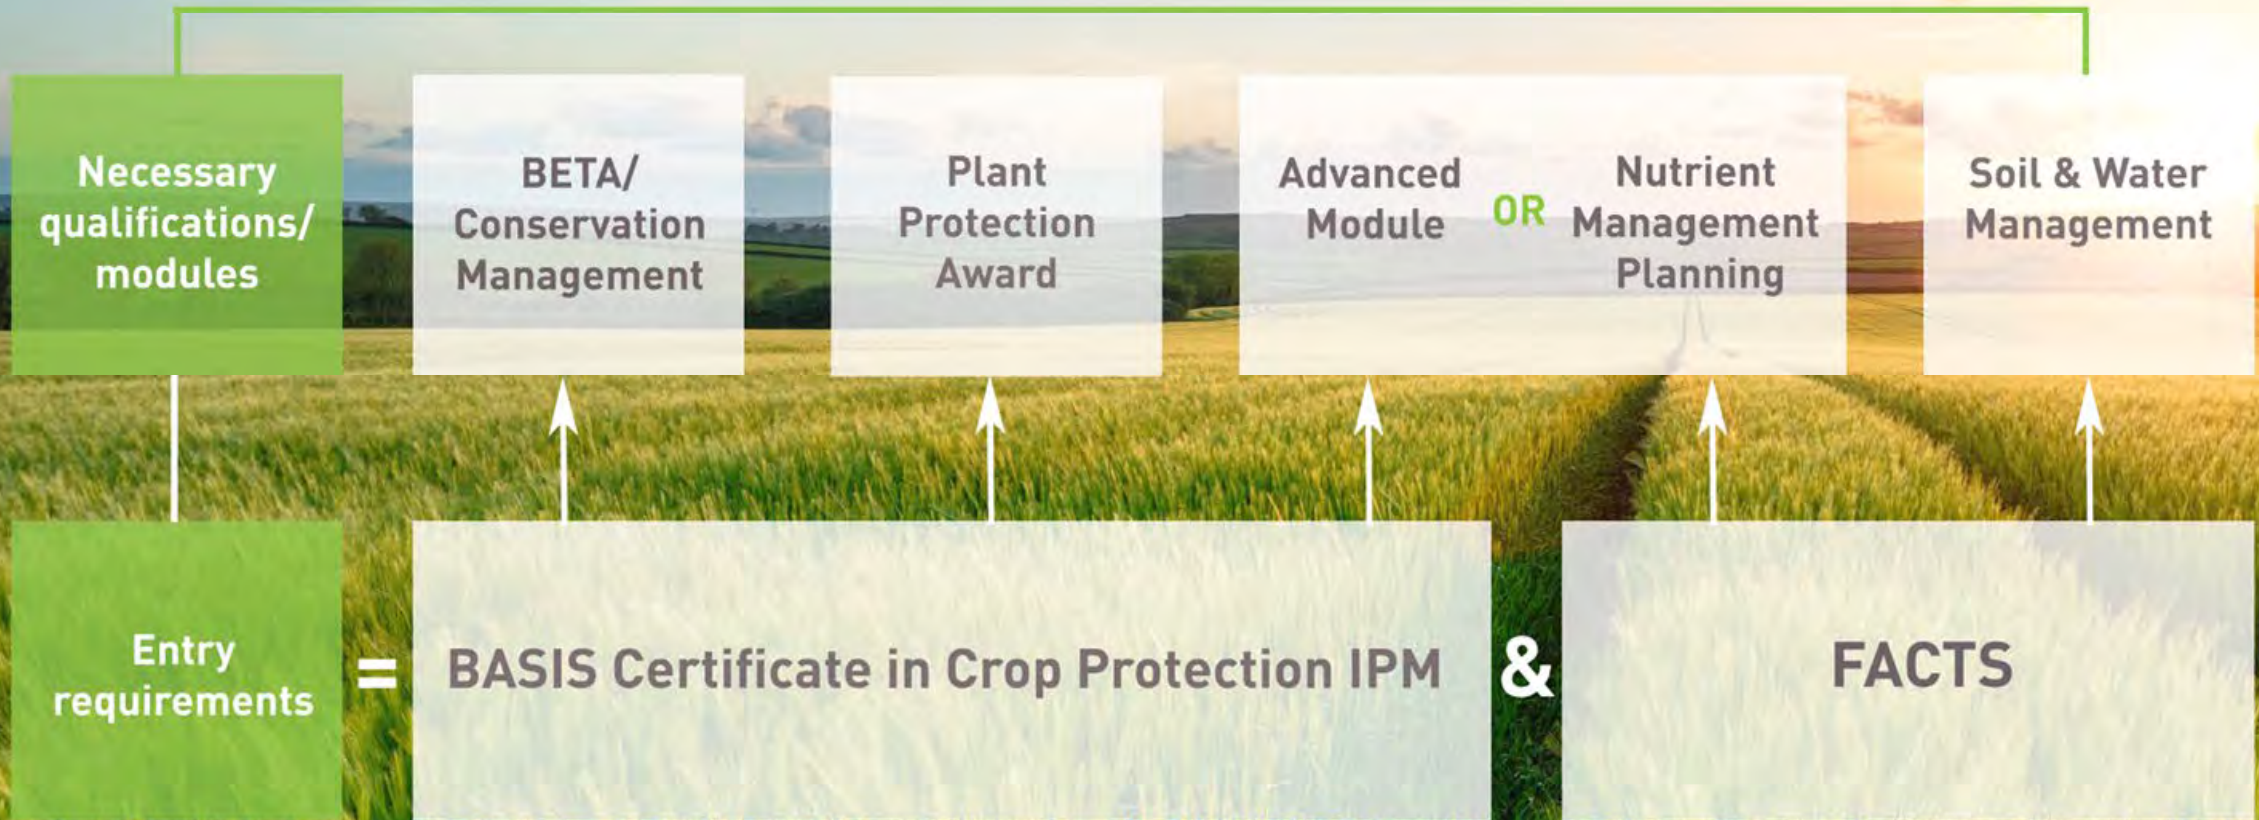 Necessary
qualifications/
modules
BETA/
Conservation
Management
Plant
Protection
Award
Advanced
Module
OR
Nutrient
Management
Planning
Soil & Water
Management
Entry
requirements
=
BASIS Certificate in Crop Protection IPM
&
FACTS